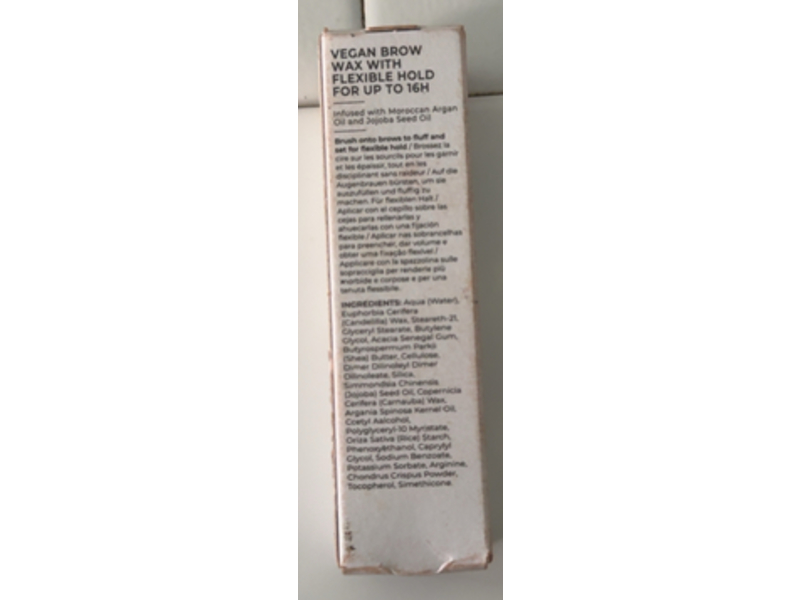 VEGAN BROW
WAX WITH
FLEXIBLE HOLD
FOR UP TO 16H
Infused with Moroccan Argan
Oil and Jojoba Seed Oil
Brush onto brows to fluff and
set for flexible hold / Brossez la
cire sur les sourcils pour les garnir
et les épaissir, tout en les
disciplinant sans raideur / Auf die
Augenbrauen bürsten, um sie
auszufüllen und fluffig zu
machen. Für flexiblen Halt /
Aplicar con el cepillo sobre las
cejas para rellenarlas y
ahuecarlas con una fijación
flexible / Aplicar nas sobrancelhas
para preencher, dar volume e
obter uma fixação flexível /
Applicare con la spazzolina sulle
sopracciglia per renderle più
morbide e corpose e per una
tenuta flessibile.
INGREDIENTS: Aqua (Water),
Euphorbia Cerifera
(Candelilla) Wax, Steareth-21,
Glyceryl Stearate, Butylene
Glycol, Acacia Senegal Gum,
Butyrospermum Parkii
(Shea) Butter, Cellulose,
Dimer Dilinoleyl Dimer
Dilinoleate, Silica,
Simmondsia Chinensis
(Jojoba) Seed Oil, Copernicia
Cerifera (Carnauba) Wax,
Argania Spinosa Kernel Oil,
Cetyl Aalcohol,
Polyglyceryl-10 Myristate,
Oriza Sativa (Rice) Starch,
Phenoxyethanol, Caprylyl
Glycol, Sodium Benzoate,
Potassium Sorbate, Arginine,
Chondrus Crispus Powder,
Tocopherol, Simethicone.